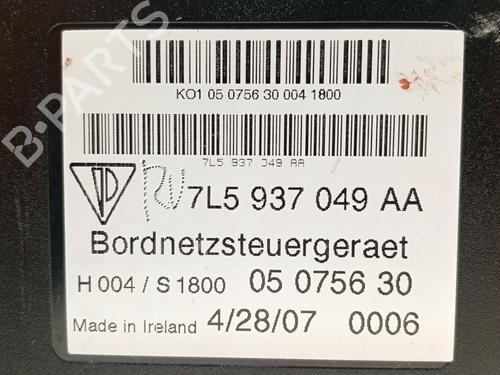 B-PARTS
KO1 05 0756 30 004 1800
7L5 937 049 AA
7L5 937 049 AA
Bordnetzsteuergeraet
H 004 / S 1800 05 0756 30
Made in Ireland 4/28/07 0006